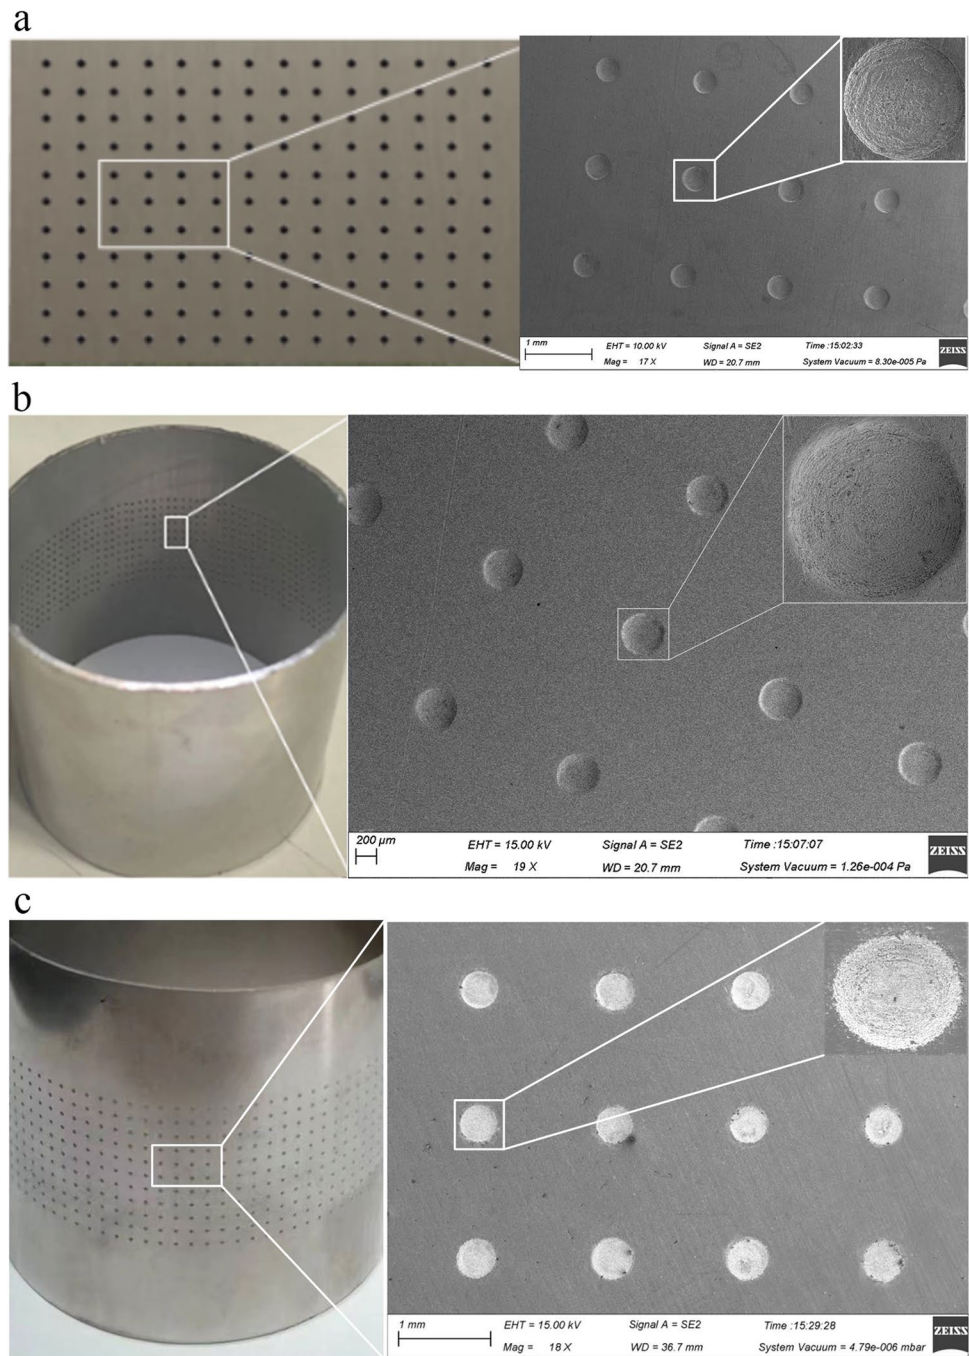 a
1 mm
EHT = 10.00 kV
Signal A = SE2
Time :15:02:33
Mag = 17 X
WD = 20.7 mm
System Vacuum = 8.30e-005 Pa
ZEISS
b
200 µm
EHT = 15.00 kV
Signal A = SE2
Time :15:07:07
Mag = 19 X
WD = 20.7 mm
System Vacuum = 1.26e-004 Pa
ZEISS
c
1 mm
EHT = 15.00 kV
Signal A = SE2
Time :15:29:28
Mag = 18 X
WD = 36.7 mm
System Vacuum = 4.79e-006 mbar
ZEISS